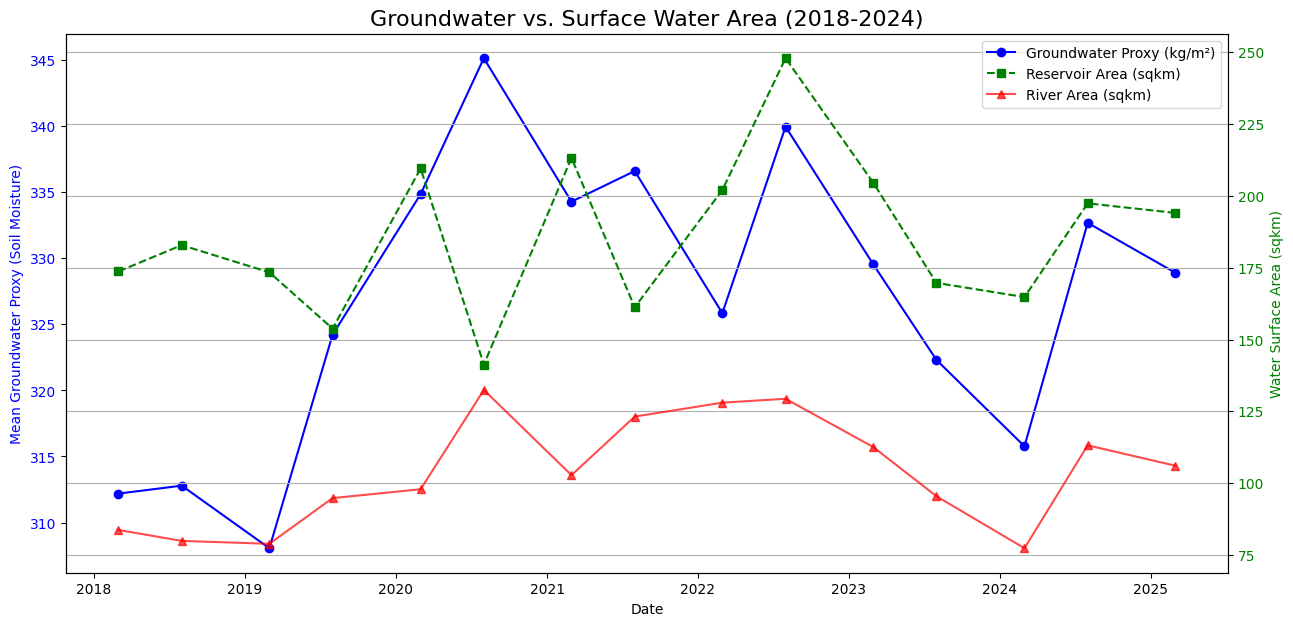 Groundwater vs. Surface Water Area (2018-2024)
Groundwater Proxy (kg/m²)
Reservoir Area (sqkm)
River Area (sqkm)
Mean Groundwater Proxy (Soil Moisture)
345
340
335
330
325
320
315
310
250
225
200
175
150
125
100
75
Water Surface Area (sqkm)
2018 2019 2020 2021 2022 2023 2024 2025
Date